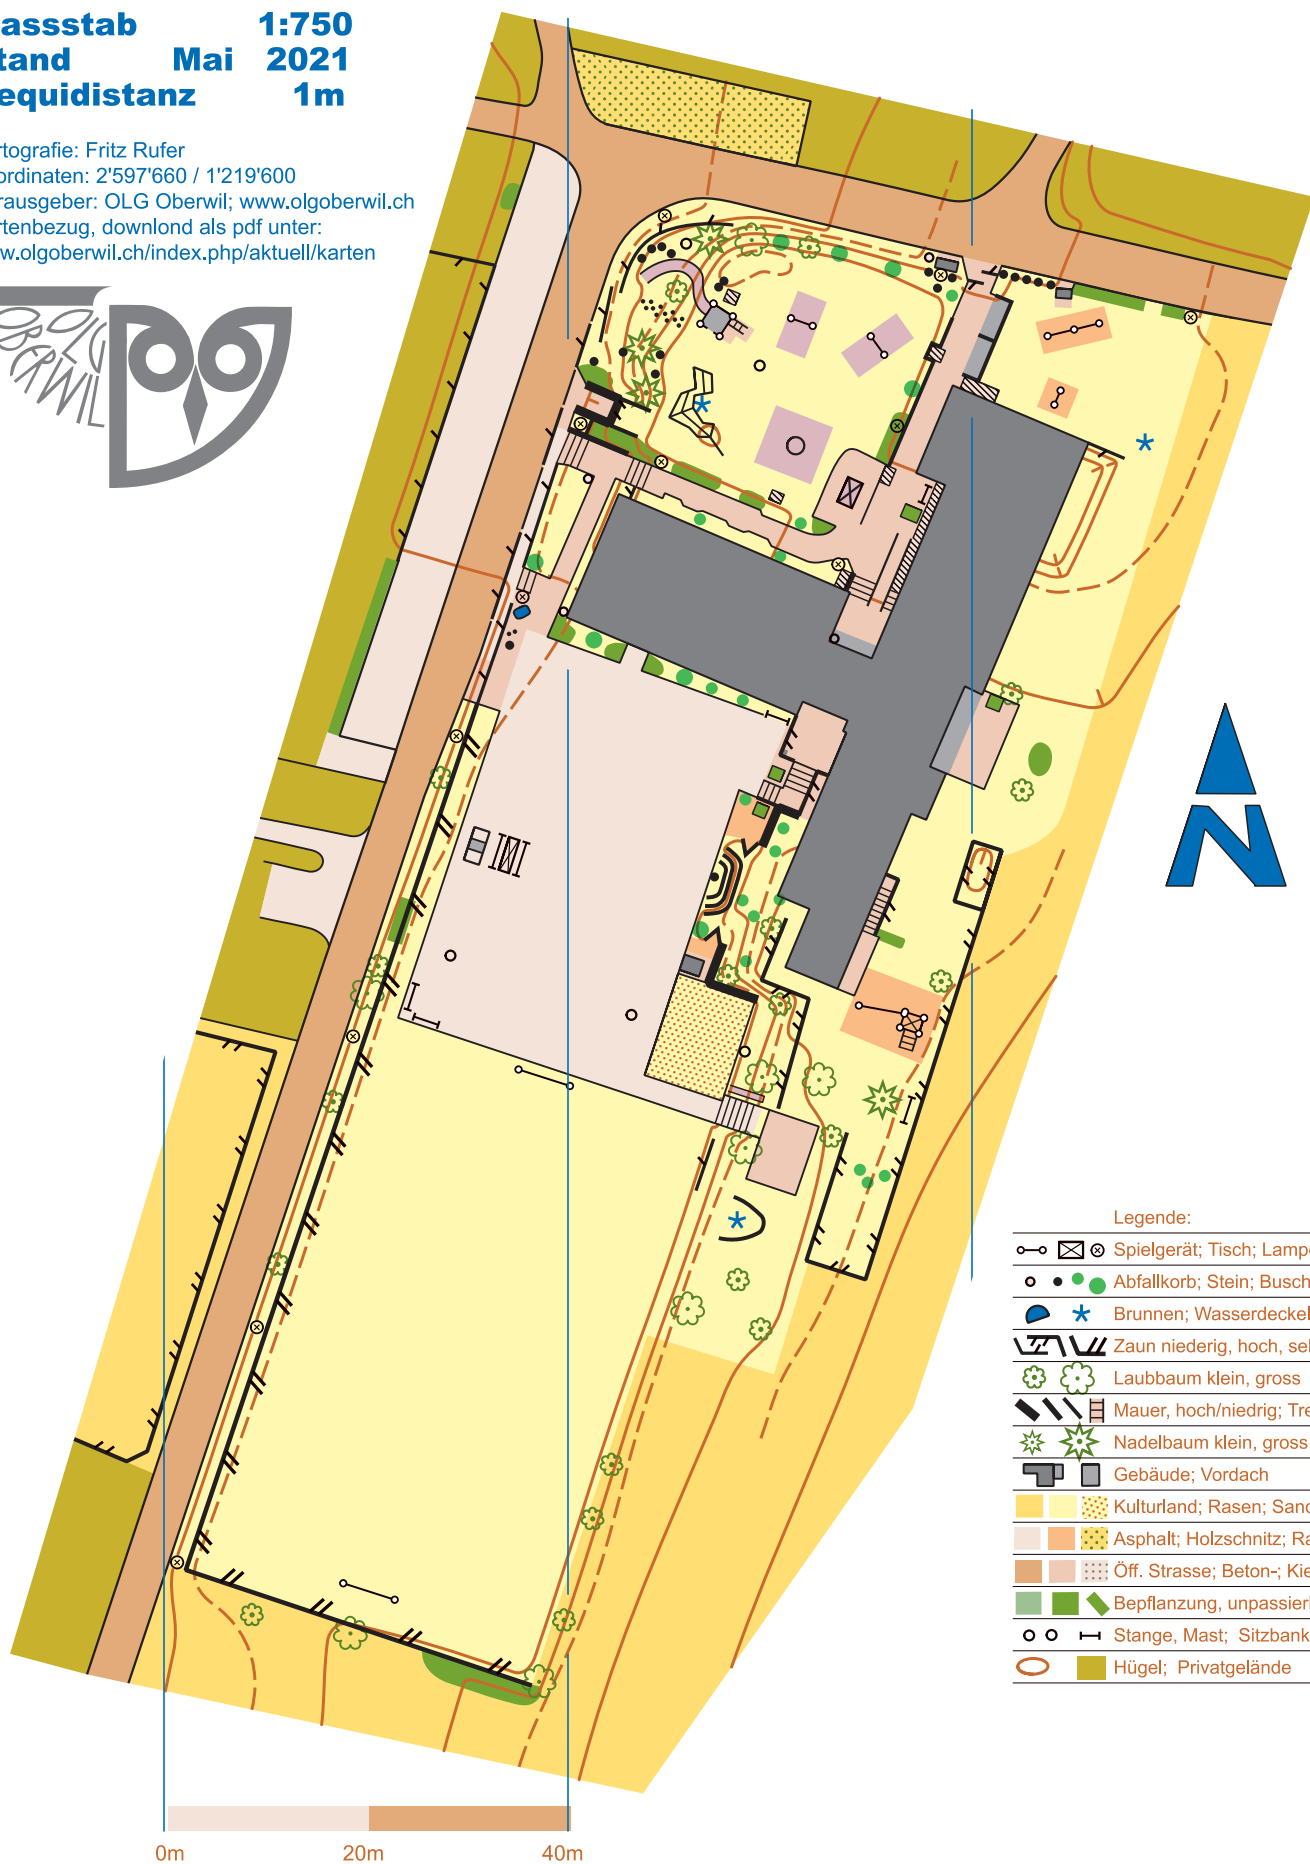 assstab 1:750
tand Mai 2021
equidistanz 1m
rtografie: Fritz Rufer
ordinaten: 2'597'660 / 1'219'600
rausgeber: OLG Oberwil; www.olgoberwil.ch
rtenbezug, downlond als pdf unter:
w.olgoberwil.ch/index.php/aktuell/karten
OLG
OBERWIL
N
Legende:
Spielgerät; Tisch; Lamp
Abfallkorb; Stein; Busch
Brunnen; Wasserdeckel
Zaun niederig, hoch, se
Laubbaum klein, gross
Mauer, hoch/niedrig; Tre
Nadelbaum klein, gross
Gebäude; Vordach
Kulturland; Rasen; Sand
Asphalt; Holzschnitz; Ra
Öff. Strasse; Beton-; Kie
Bepflanzung, unpassier
Stange, Mast; Sitzbank
Hügel; Privatgelände
0m 20m 40m